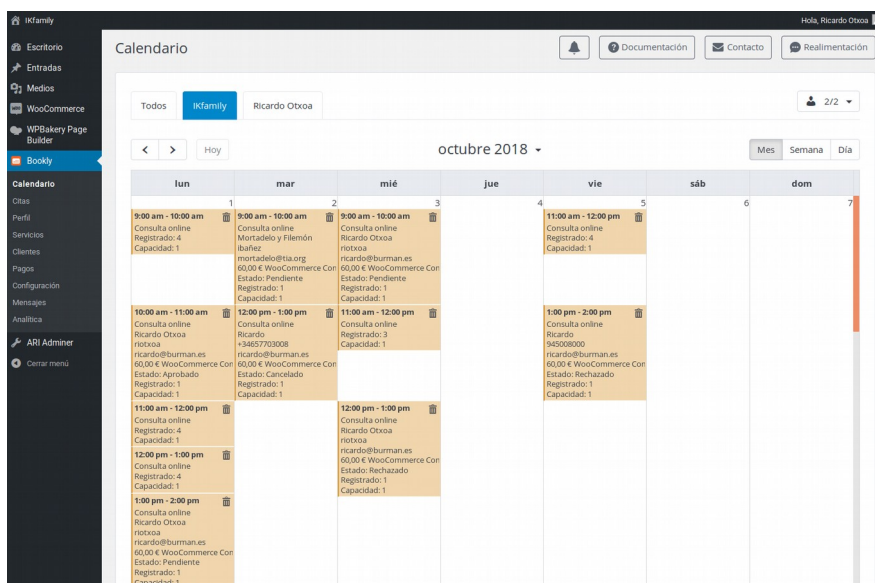 IKfamily
Hola, Ricardo Otxoa
Escritorio
Entradas
Medios
WooCommerce
WPBakery Page
Builder
Bookly
Calendario
Citas
Perfil
Servicios
Clientes
Pagos
Configuración
Mensajes
Analítica
ARI Adminer
Cerrar menú
Calendario
Documentación
Contacto
Realimentación
Todos
IKfamily
Ricardo Otxoa
2/2
Hoy
octubre 2018
Mes
Semana
Día
lun
mar
mié
jue
vie
sáb
dom
1
2
3
4
5
6
7
9:00 am - 10:00 am
Consulta online
Registrado: 4
Capacidad: 1
10:00 am - 11:00 am
Consulta online
Ricardo Otxoa
riotxoa
ricardo@burman.es
60,00 € WooCommerce Con
Estado: Aprobado
Registrado: 1
Capacidad: 1
11:00 am - 12:00 pm
Consulta online
Registrado: 4
Capacidad: 1
12:00 pm - 1:00 pm
Consulta online
Registrado: 4
Capacidad: 1
1:00 pm - 2:00 pm
Consulta online
Ricardo Otxoa
riotxoa
ricardo@burman.es
60,00 € WooCommerce Con
Estado: Pendiente
Registrado: 1
Capacidad: 1
9:00 am - 10:00 am
Consulta online
Mortadelo y Filemón
ibañez
mortadelo@tia.org
60,00 € WooCommerce Con
Estado: Pendiente
Registrado: 1
Capacidad: 1
12:00 pm - 1:00 pm
Consulta online
Ricardo
+34657703008
ricardo@burman.es
60,00 € WooCommerce Con
Estado: Cancelado
Registrado: 1
Capacidad: 1
9:00 am - 10:00 am
Consulta online
Ricardo Otxoa
riotxoa
ricardo@burman.es
60,00 € WooCommerce Con
Estado: Pendiente
Registrado: 1
Capacidad: 1
11:00 am - 12:00 pm
Consulta online
Registrado: 3
Capacidad: 1
12:00 pm - 1:00 pm
Consulta online
Ricardo Otxoa
riotxoa
ricardo@burman.es
60,00 € WooCommerce Con
Estado: Rechazado
Registrado: 1
Capacidad: 1
11:00 am - 12:00 pm
Consulta online
Registrado: 4
Capacidad: 1
1:00 pm - 2:00 pm
Consulta online
Ricardo
945008000
ricardo@burman.es
60,00 € WooCommerce Con
Estado: Rechazado
Registrado: 1
Capacidad: 1